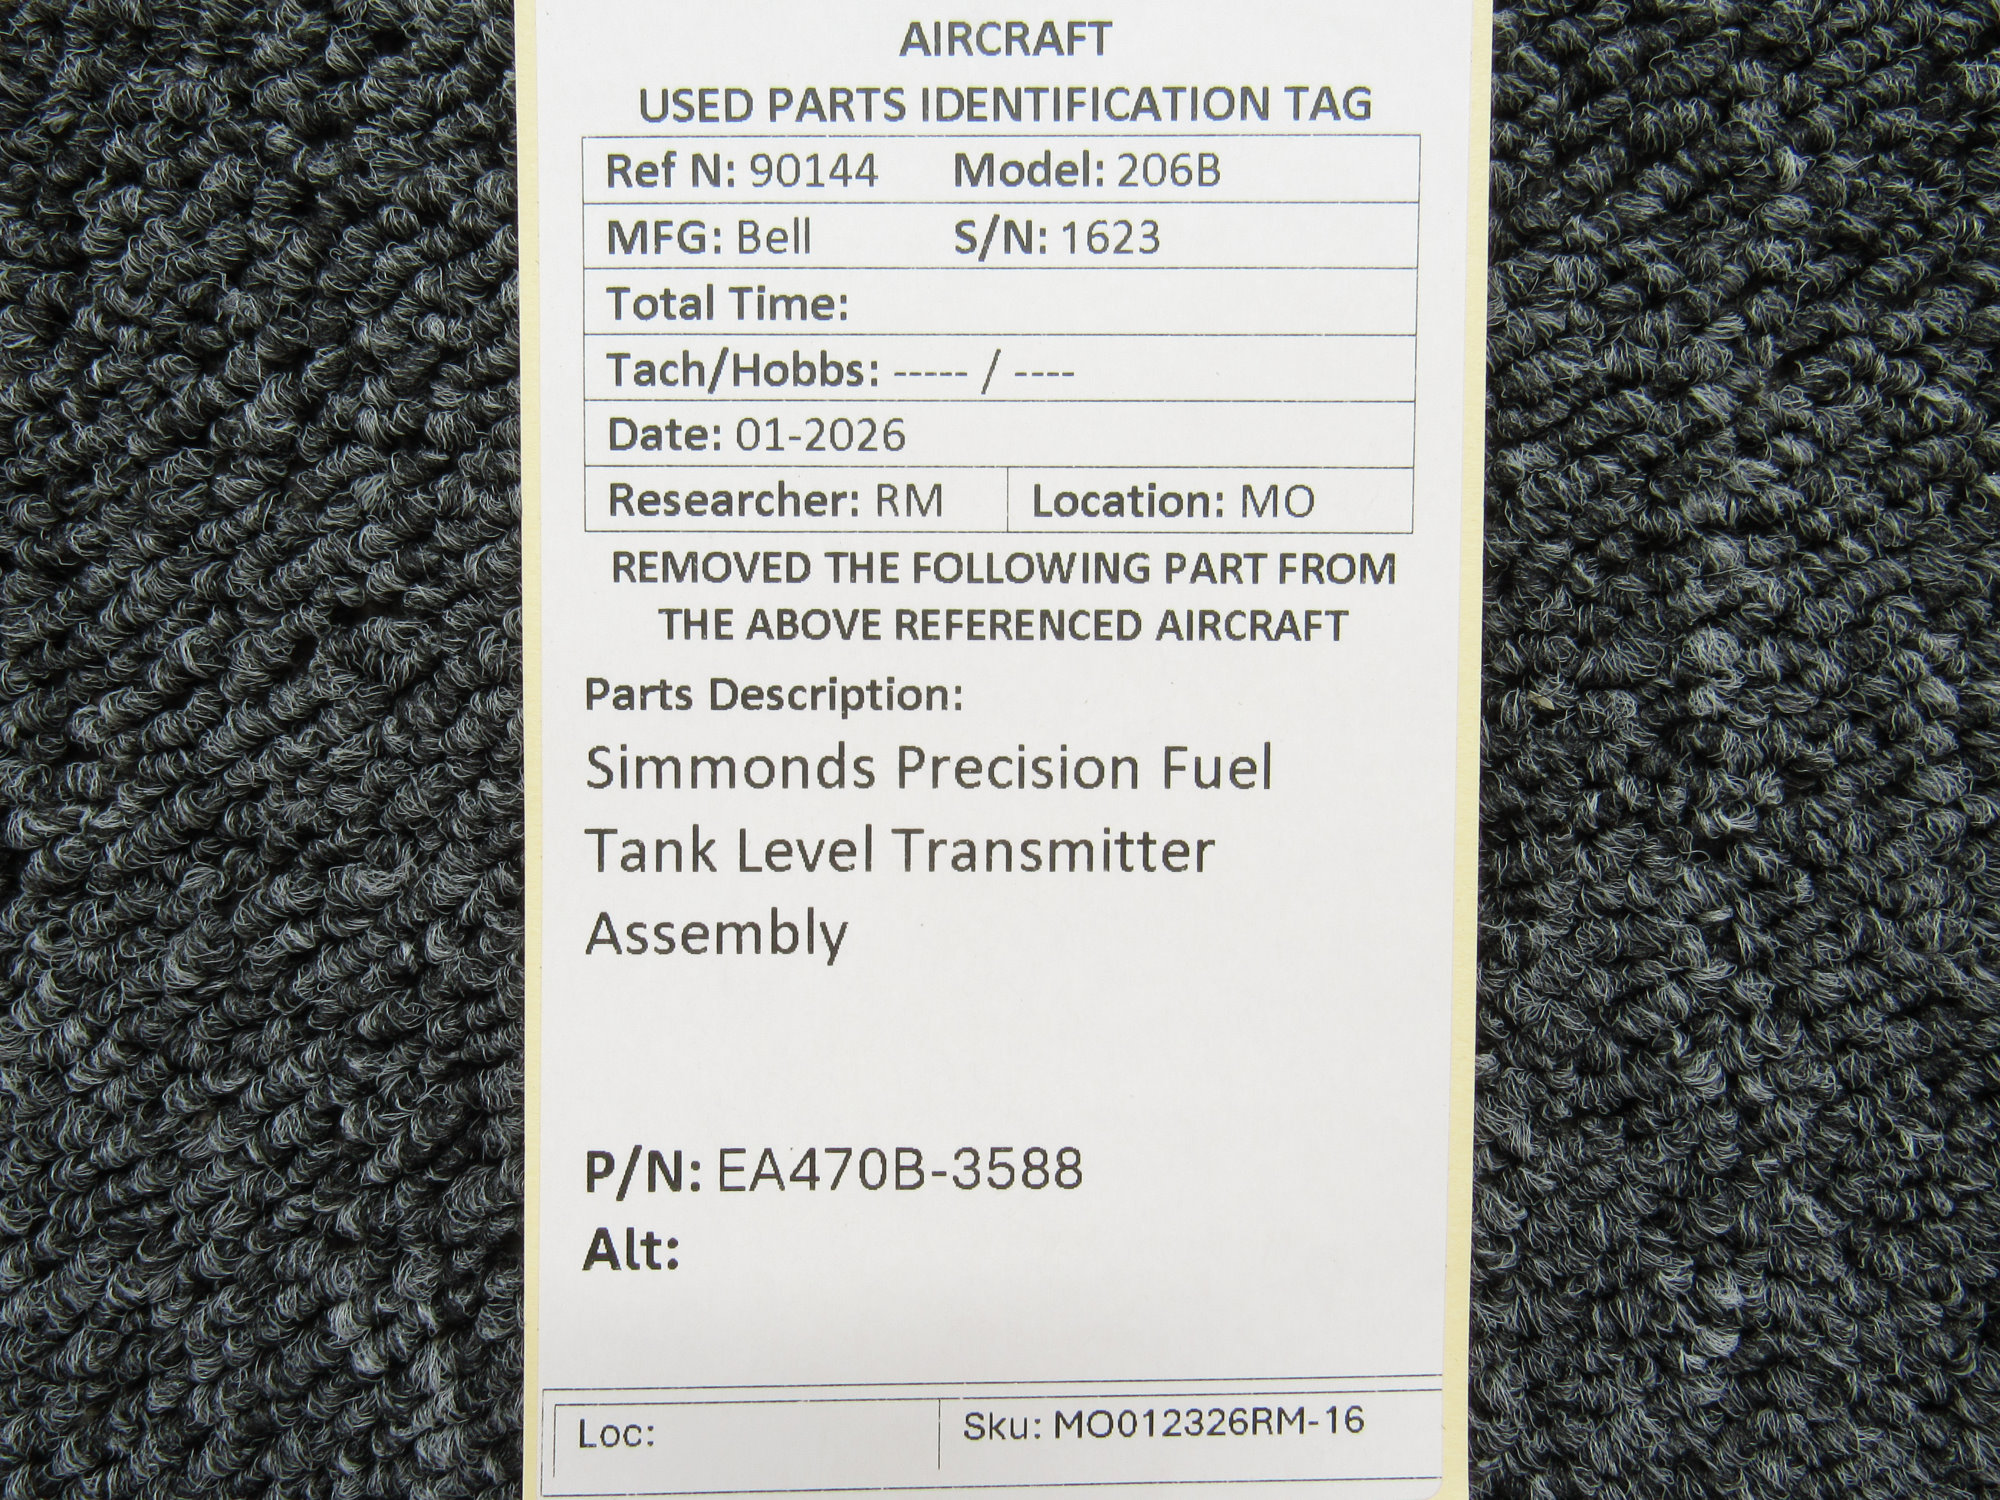 AIRCRAFT
USED PARTS IDENTIFICATION TAG
Ref N: 90144 Model: 206B
MFG: Bell S/N: 1623
Total Time:
Tach/Hobbs: ----- / ----
Date: 01-2026
Researcher: RM Location: MO
REMOVED THE FOLLOWING PART FROM
THE ABOVE REFERENCED AIRCRAFT
Parts Description:
Simmonds Precision Fuel
Tank Level Transmitter
Assembly
P/N: EA470B-3588
Alt:
Loc: Sku: MO012326RM-16